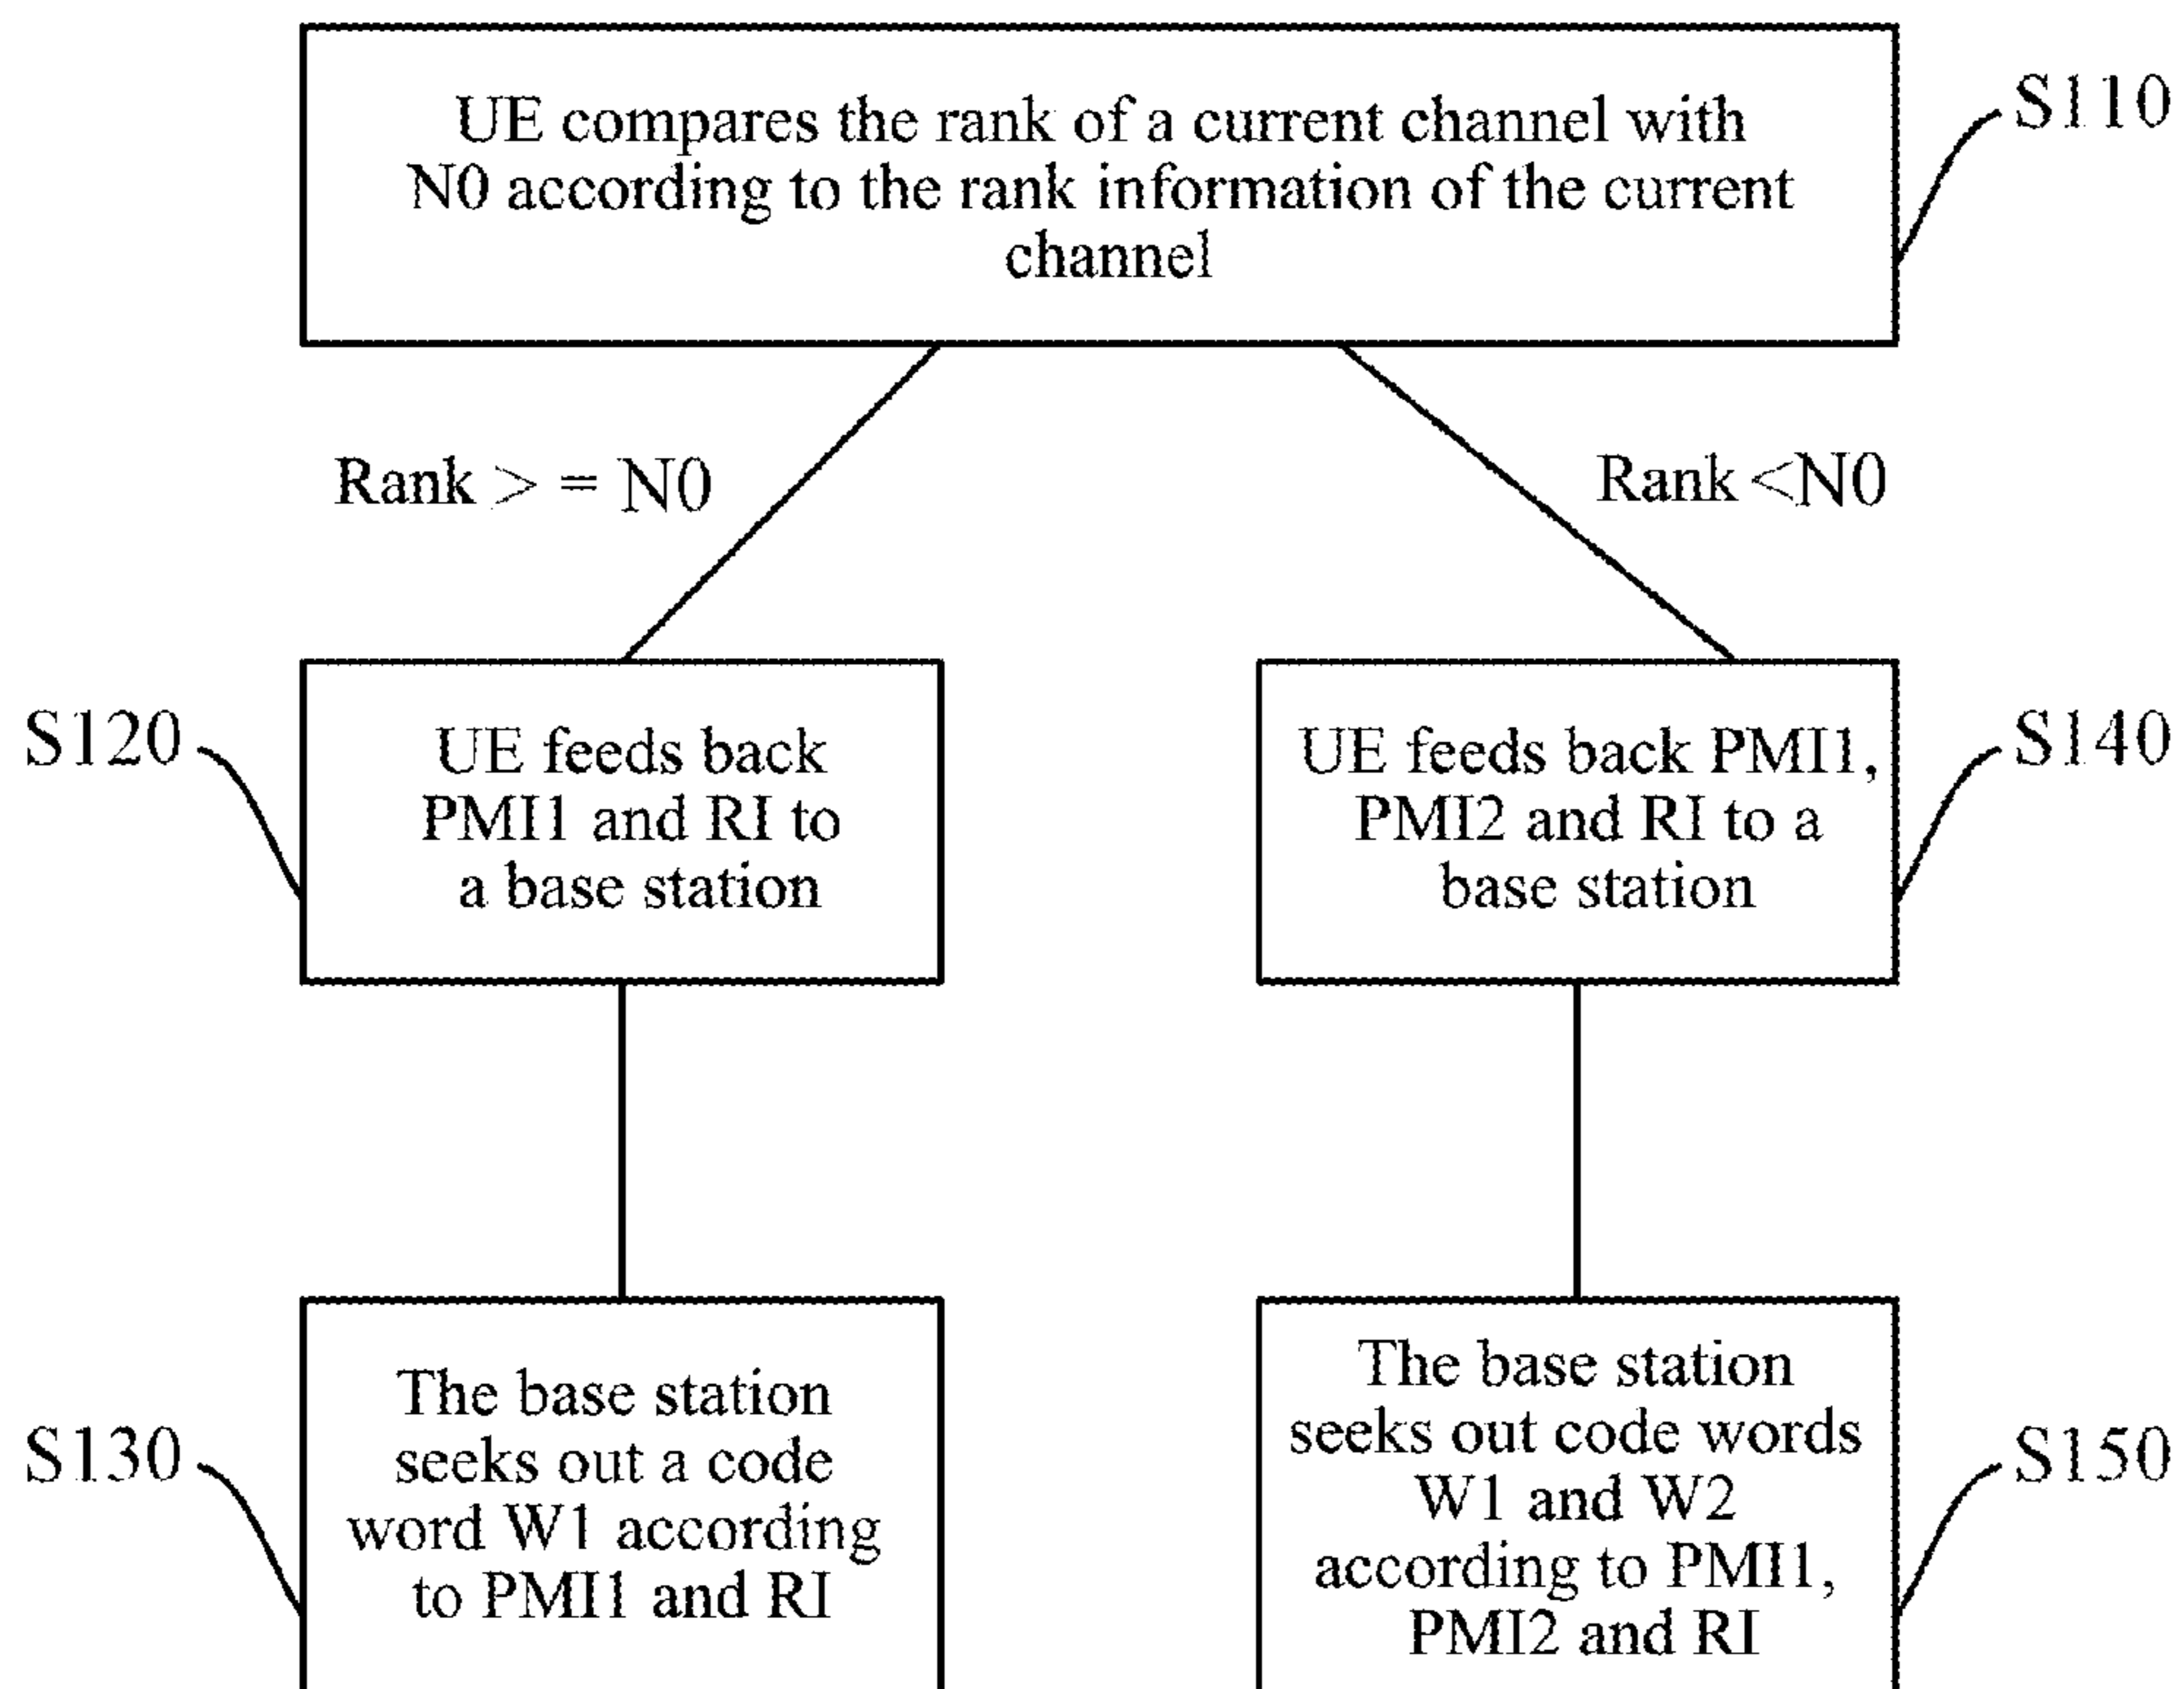 UE compares the rank of a current channel with
N0 according to the rank information of the current
channel
S110
Rank > = N0
Rank <N0
S120
UE feeds back
PMI1 and RI to
a base station
UE feeds back PMI1,
PMI2 and RI to a
base station
S140
S130
The base station
seeks out a code
word W1 according
to PMI1 and RI
The base station
seeks out code words
W1 and W2
according to PMI1,
PMI2 and RI
S150